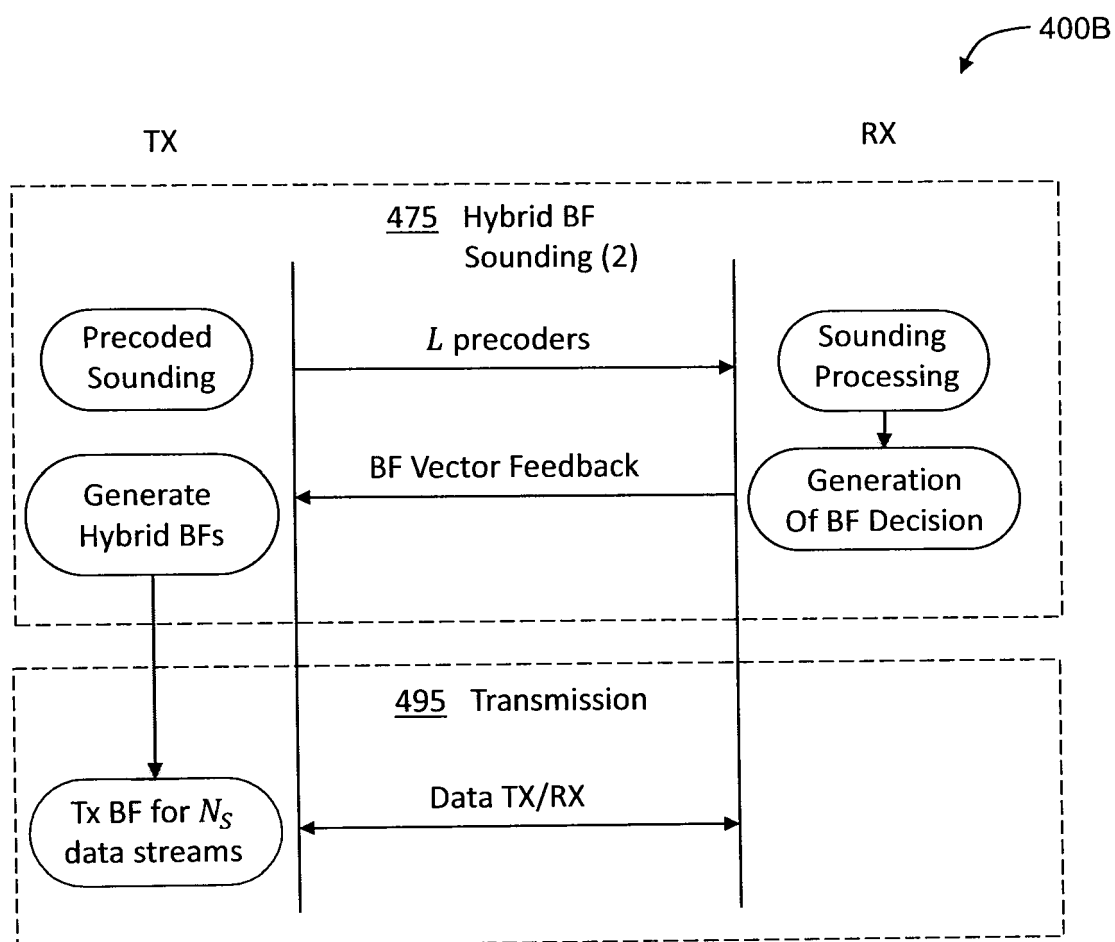 400B
TX
RX
475 Hybrid BF
Sounding (2)
Precoded
Sounding
L precoders
Sounding
Processing
BF Vector Feedback
Generate
Hybrid BFs
Generation
Of BF Decision
495 Transmission
Tx BF for N_S
data streams
Data TX/RX